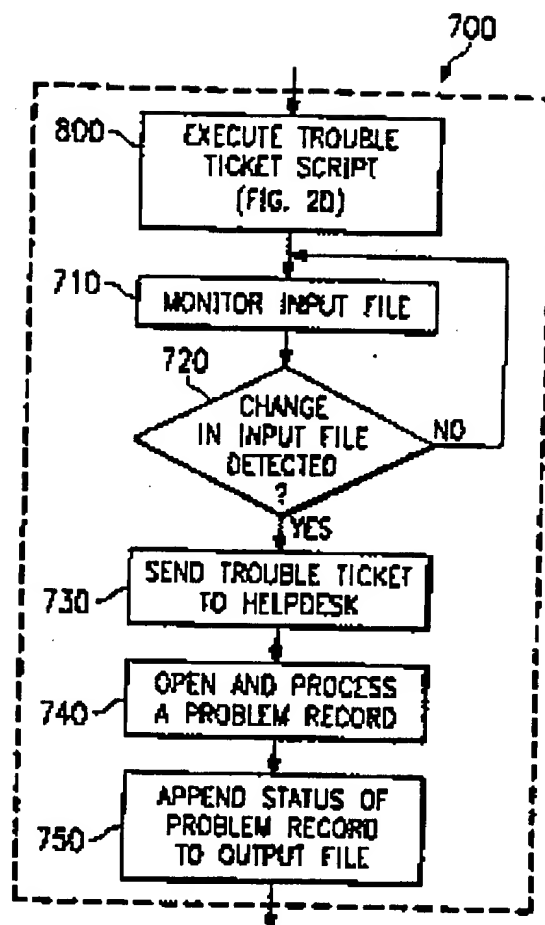 700
800
EXECUTE TROUBLE
TICKET SCRIPT
(FIG. 2D)
710
MONITOR INPUT FILE
720
CHANGE
IN INPUT FILE
DETECTED
?
NO
YES
730
SEND TROUBLE TICKET
TO HELPDESK
740
OPEN AND PROCESS
A PROBLEM RECORD
750
APPEND STATUS OF
PROBLEM RECORD
TO OUTPUT FILE